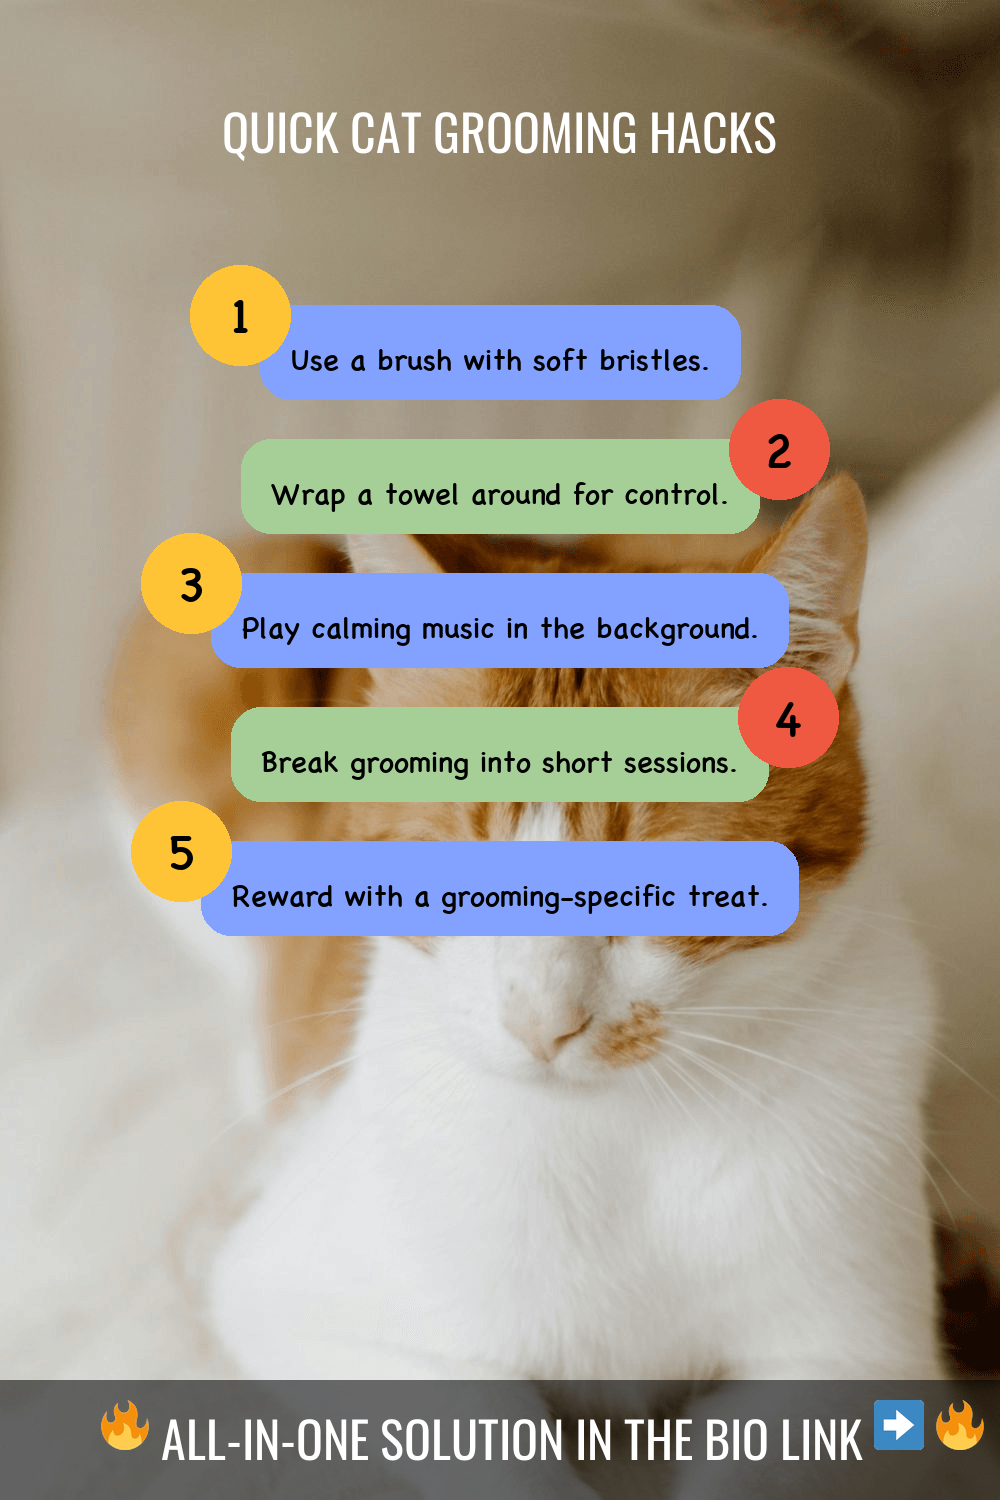 QUICK CAT GROOMING HACKS
1
Use a brush with soft bristles.
2
Wrap a towel around for control.
3
Play calming music in the background.
4
Break grooming into short sessions.
5
Reward with a grooming-specific treat.
🔥 ALL-IN-ONE SOLUTION IN THE BIO LINK ➡️ 🔥